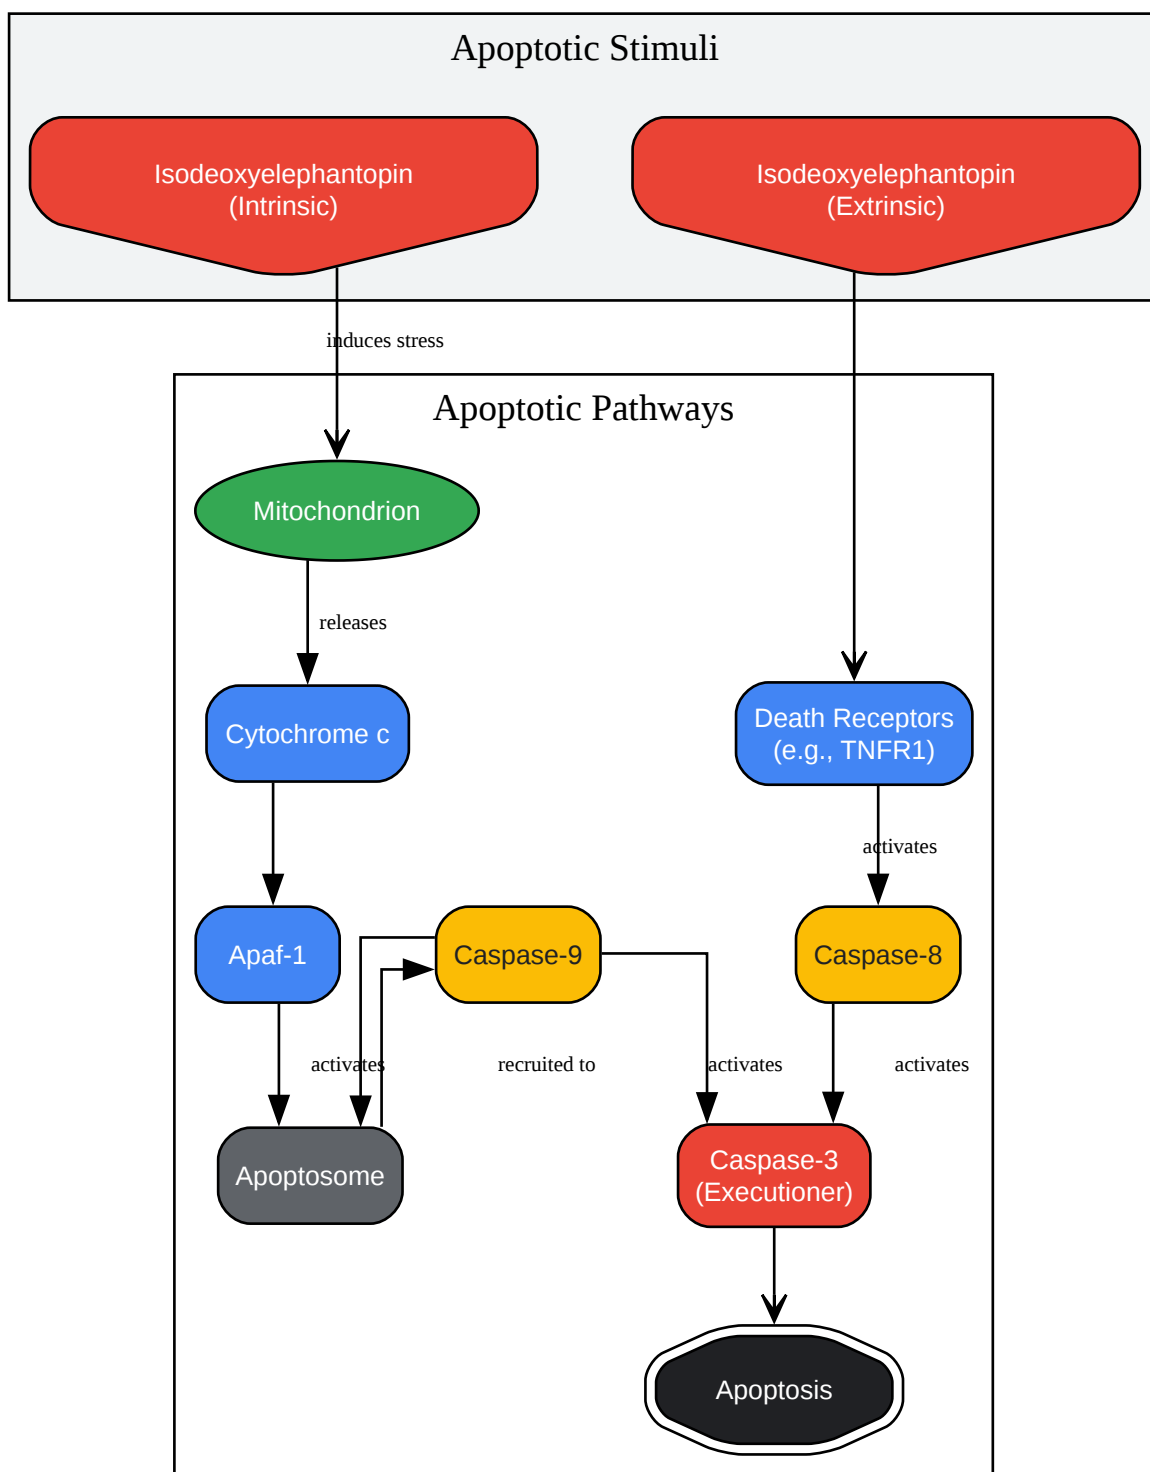 Apoptotic Stimuli
Isodeoxyelephantopin
(Intrinsic)
Isodeoxyelephantopin
(Extrinsic)
induces stress
Apoptotic Pathways
Mitochondrion
releases
Cytochrome c
Death Receptors
(e.g., TNFR1)
activates
Apaf-1
Caspase-9
Caspase-8
activates
recruited to
activates
activates
Apoptosome
Caspase-3
(Executioner)
Apoptosis